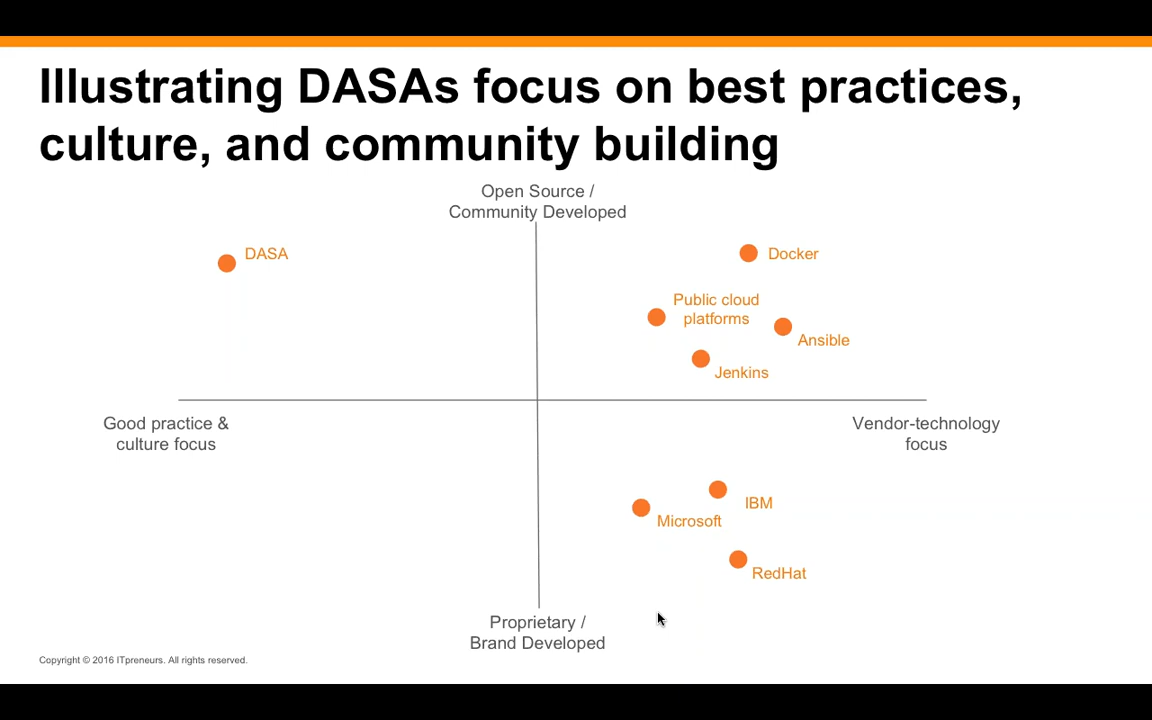 Illustrating DASAs focus on best practices,
culture, and community building
Open Source /
Community Developed
DASA
Docker
Public cloud
platforms
Ansible
Jenkins
Good practice &
culture focus
Vendor-technology
focus
IBM
Microsoft
RedHat
Proprietary /
Brand Developed
Copyright © 2016 ITpreneurs. All rights reserved.